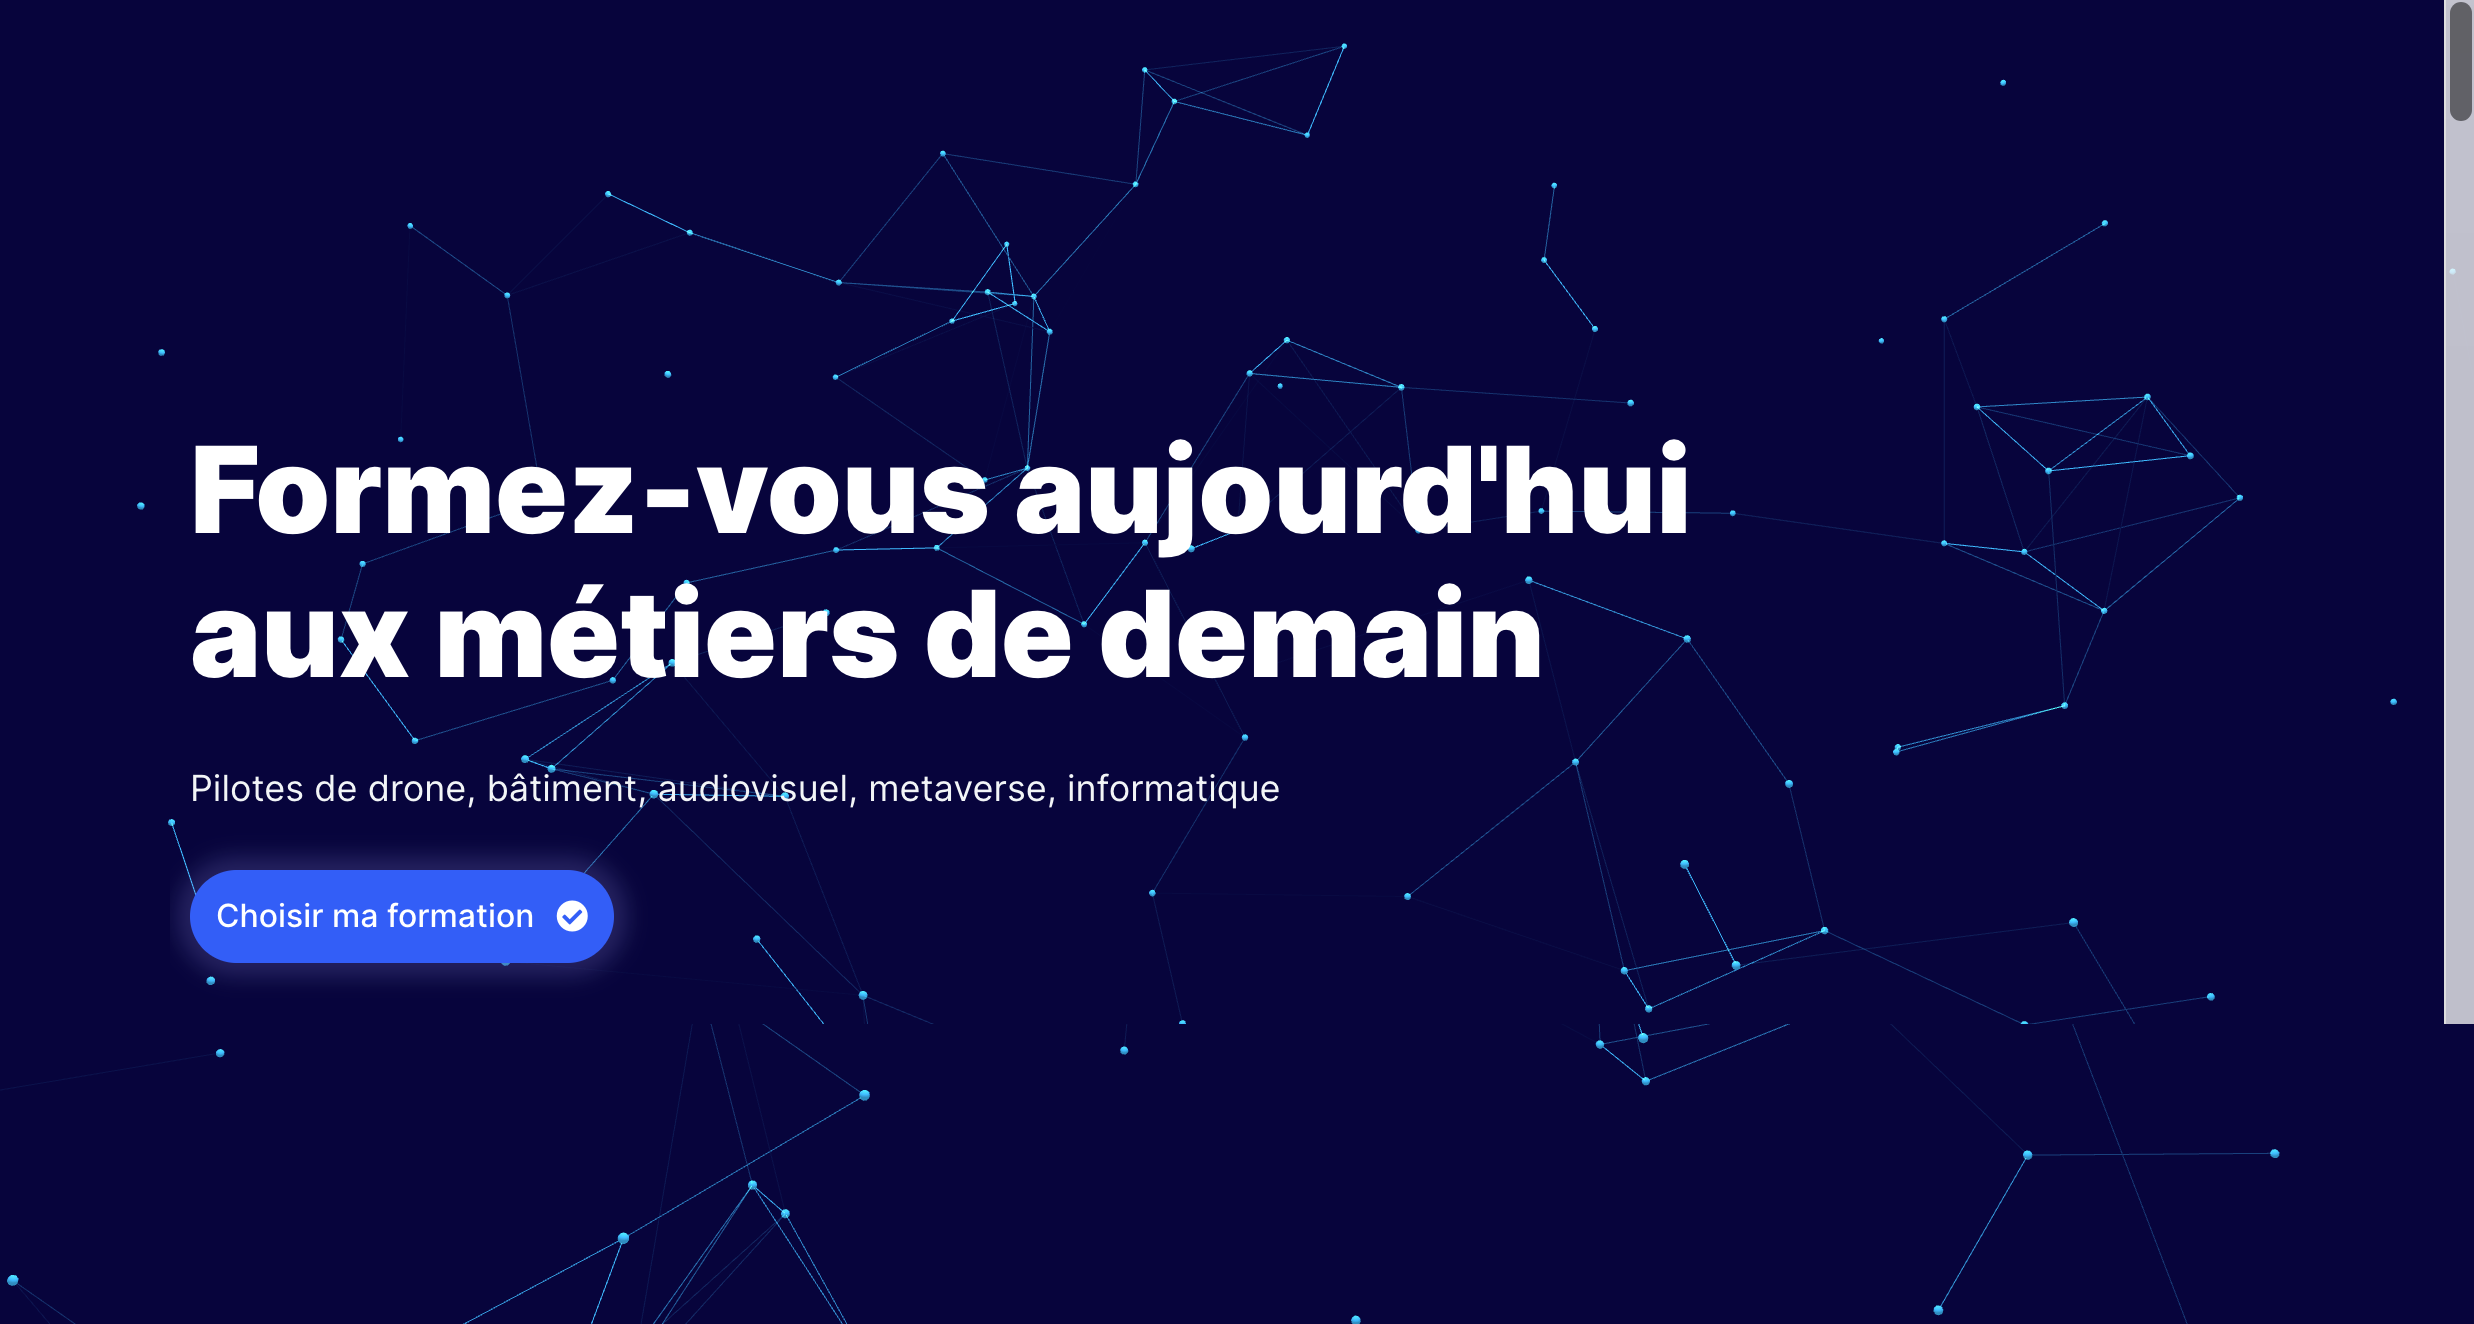 Formez-vous aujourd'hui
aux métiers de demain
Pilotes de drone, bâtiment, audiovisuel, metaverse, informatique
Choisir ma formation